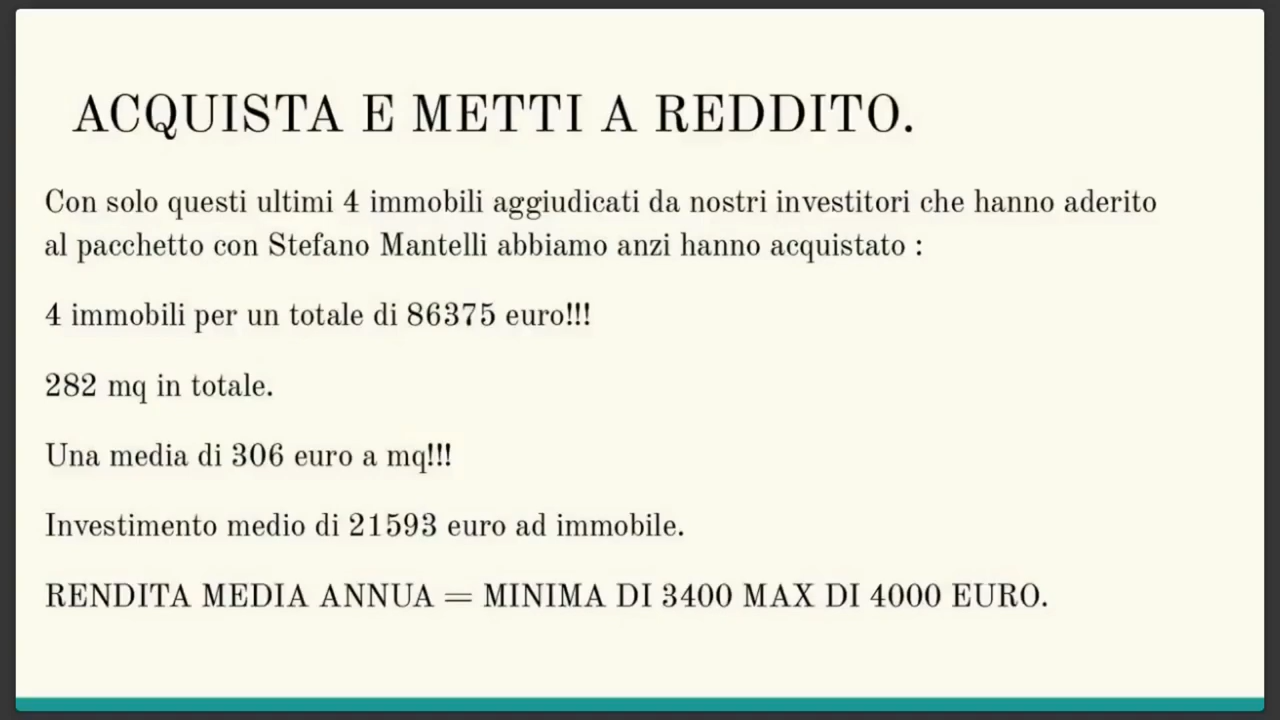 ACQUISTA E METTI A REDDITO.
Con solo questi ultimi 4 immobili aggiudicati da nostri investitori che hanno aderito
al pacchetto con Stefano Mantelli abbiamo anzi hanno acquistato :
4 immobili per un totale di 86375 euro!!!
282 mq in totale.
Una media di 306 euro a mq!!!
Investimento medio di 21593 euro ad immobile.
RENDITA MEDIA ANNUA = MINIMA DI 3400 MAX DI 4000 EURO.